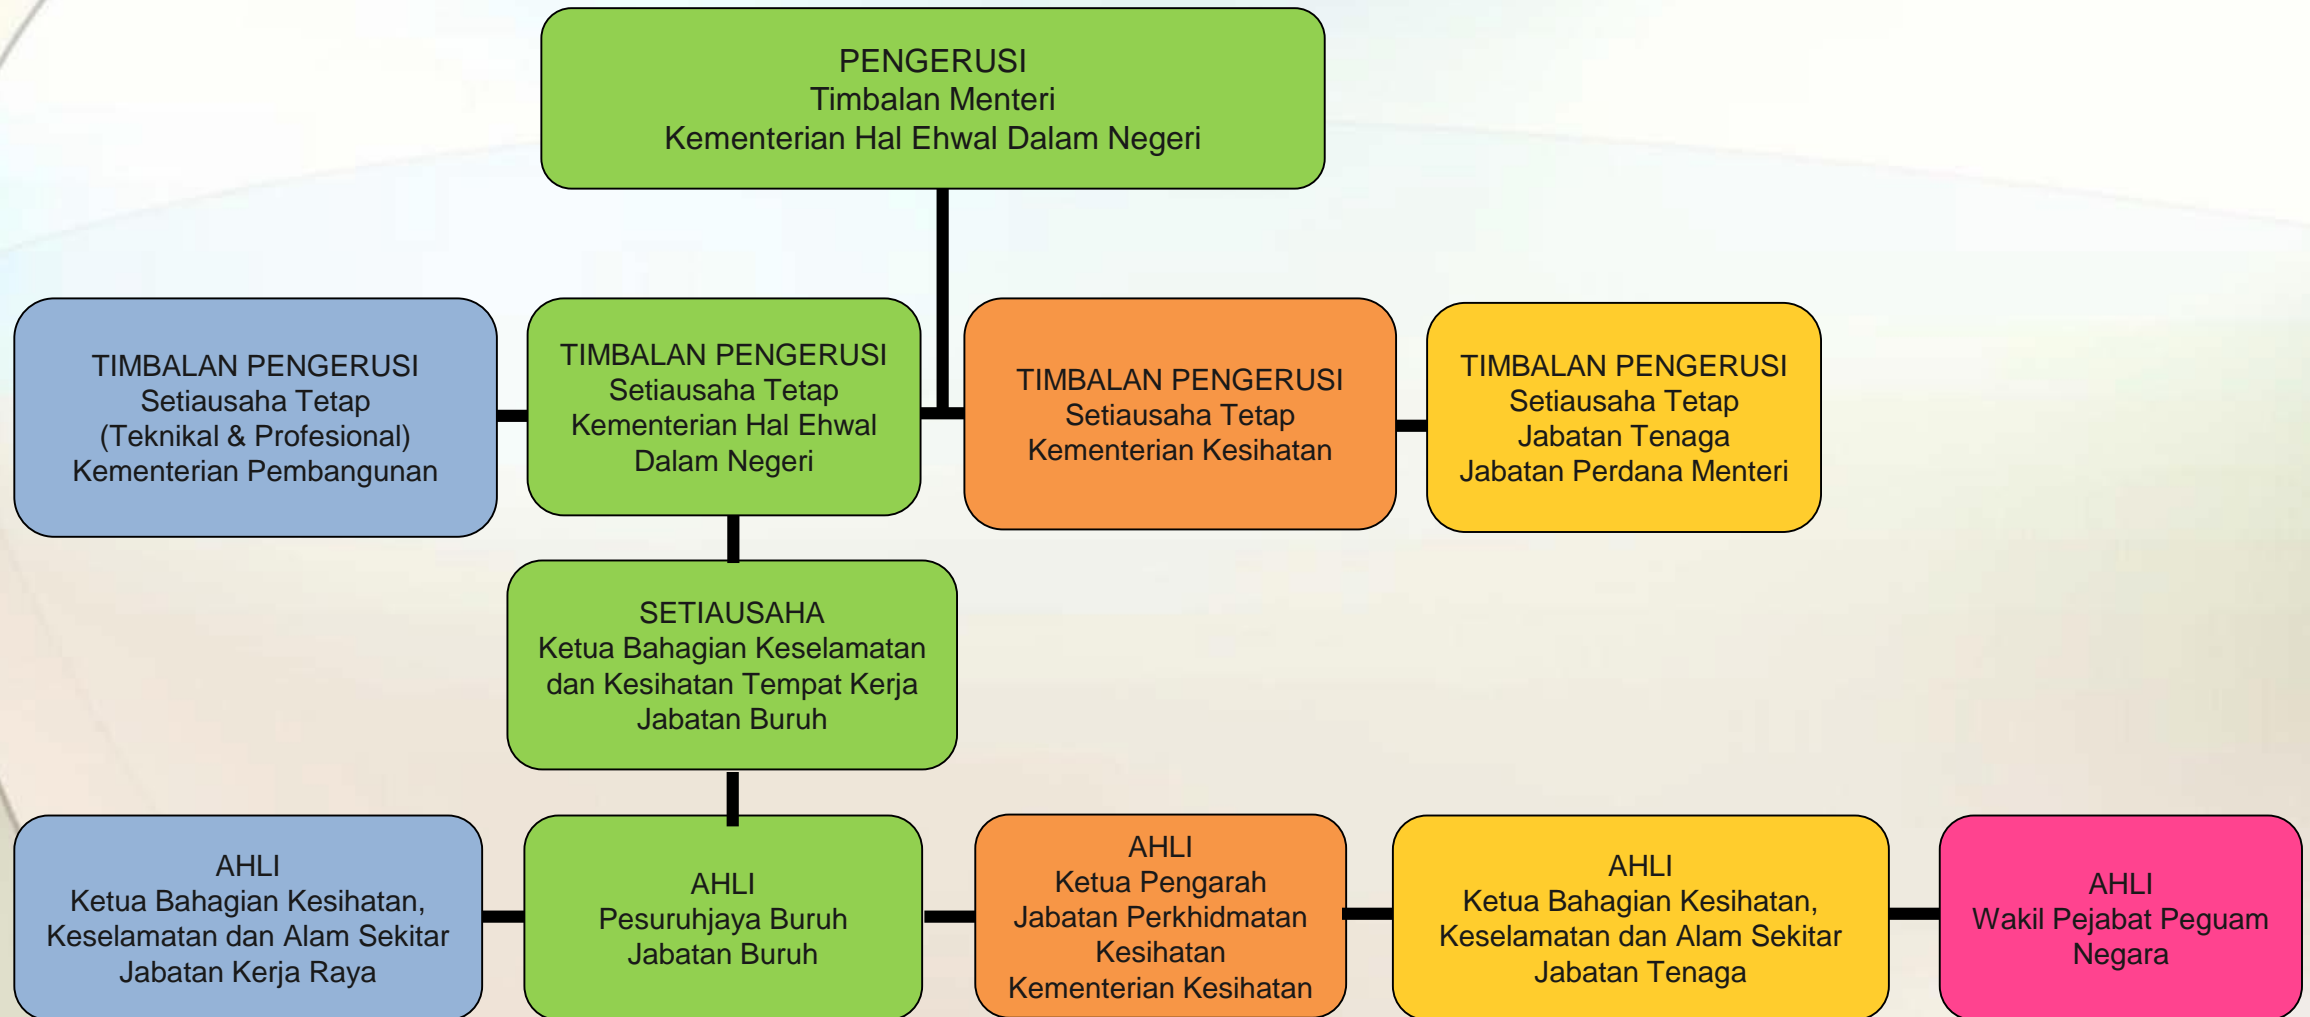 PENGERUSI
Timbalan Menteri
Kementerian Hal Ehwal Dalam Negeri
TIMBALAN PENGERUSI
Setiausaha Tetap
(Teknikal & Profesional)
Kementerian Pembangunan
TIMBALAN PENGERUSI
Setiausaha Tetap
Kementerian Hal Ehwal
Dalam Negeri
TIMBALAN PENGERUSI
Setiausaha Tetap
Kementerian Kesihatan
TIMBALAN PENGERUSI
Setiausaha Tetap
Jabatan Tenaga
Jabatan Perdana Menteri
SETIAUSAHA
Ketua Bahagian Keselamatan
dan Kesihatan Tempat Kerja
Jabatan Buruh
AHLI
Ketua Bahagian Kesihatan,
Keselamatan dan Alam Sekitar
Jabatan Kerja Raya
AHLI
Pesuruhjaya Buruh
Jabatan Buruh
AHLI
Ketua Pengarah
Jabatan Perkhidmatan
Kesihatan
Kementerian Kesihatan
AHLI
Ketua Bahagian Kesihatan,
Keselamatan dan Alam Sekitar
Jabatan Tenaga
AHLI
Wakil Pejabat Peguam
Negara